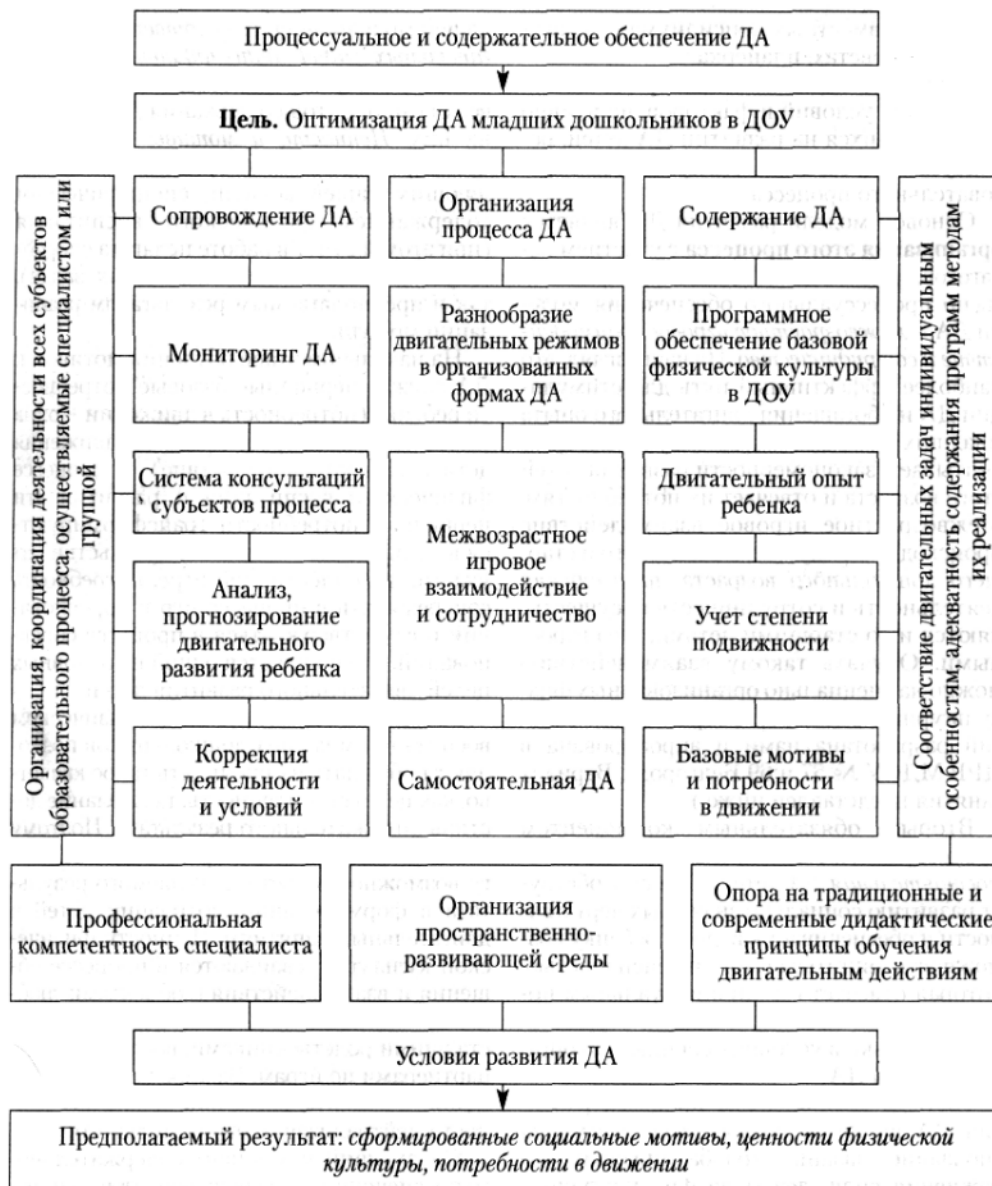 Процессуальное и содержательное обеспечение ДА
Цель. Оптимизация ДА младших дошкольников в ДОУ
Организация, координация деятельности всех субъектов
образовательного процесса, осуществляемые специалистом или
группой
Сопровождение ДА
Организация
процесса ДА
Содержание ДА
Мониторинг ДА
Разнообразие
двигательных режимов
в организованных
формах ДА
Программное
обеспечение базовой
физической культуры
в ДОУ
Система консультаций
субъектов процесса
Межвозрастное
игровое
взаимодействие
и сотрудничество
Двигательный опыт
ребенка
Анализ,
прогнозирование
двигательного
развития ребенка
Учет степени
подвижности
Коррекция
деятельности
и условий
Самостоятельная ДА
Базовые мотивы
и потребности
в движении
Соответствие двигательных задач индивидуальным
особенностям, адекватность содержания программ методам
их реализации
Профессиональная
компетентность специалиста
Организация
пространственно-
развивающей среды
Опора на традиционные и
современные дидактические
принципы обучения
двигательным действиям
Условия развития ДА
Предполагаемый результат: сформированные социальные мотивы, ценности физической
культуры, потребности в движении